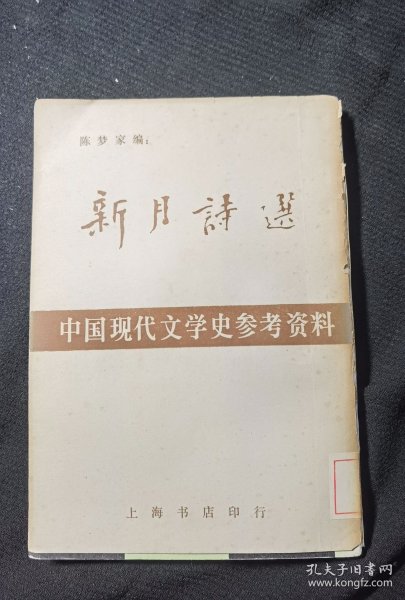 陈梦家编:
新月詩選
中国现代文学史参考资料
上海书店印行
孔夫子旧书网
www.kongfz.com